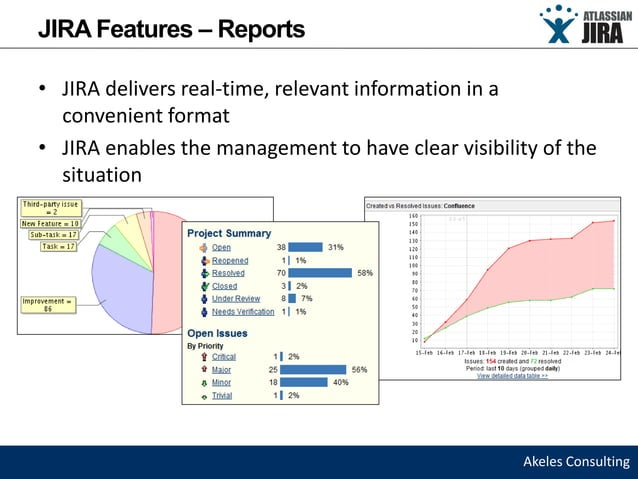 JIRA Features – Reports
ATLASSIAN
JIRA
• JIRA delivers real-time, relevant information in a
convenient format
• JIRA enables the management to have clear visibility of the
situation
Third-party issue
= 2
New Feature = 10
Sub-task = 17
Task = 17
Improvement =
86
Project Summary
Open 38 31%
Reopened 1 1%
Resolved 70 58%
Closed 3 2%
Under Review 8 7%
Needs Verification 1 1%
Open Issues
By Priority
Critical 1 2%
Major 25 56%
Minor 18 40%
Trivial 1 2%
Created vs Resolved Issues: Confluence
160
150
140
130
120
110
100
90
80
70
60
50
40
30
20
10
15-Feb 16-Feb 17-Feb 18-Feb 19-Feb 20-Feb 21-Feb 22-Feb 23-Feb 24-Feb
Issues: 154 created and 72 resolved
Period: last 10 days (grouped daily)
View detailed data table >>
Akeles Consulting